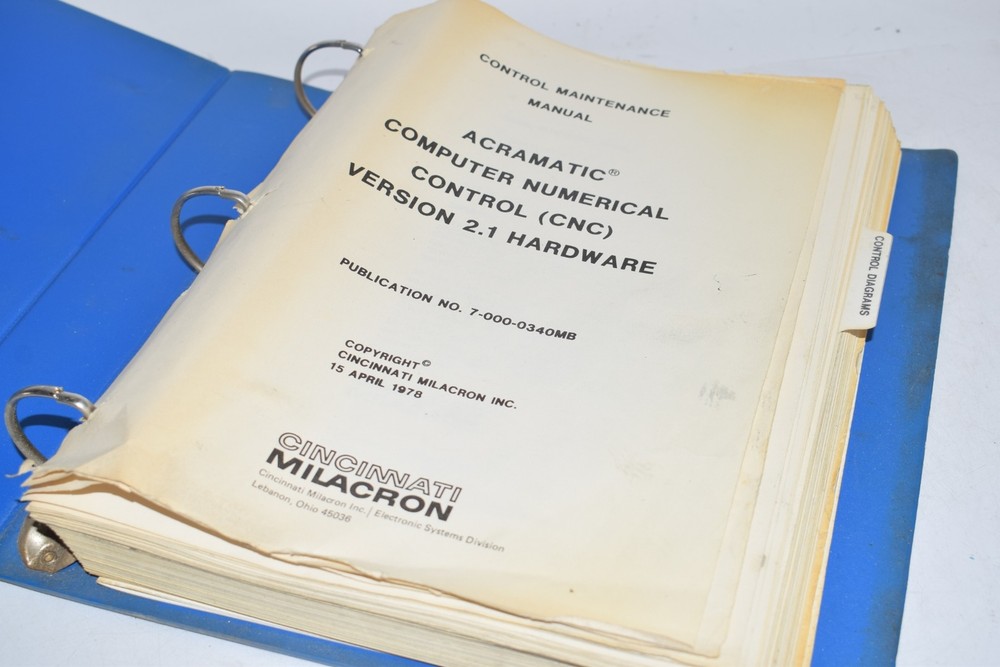 CONTROL MAINTENANCE
MANUAL
ACRAMATIC®
COMPUTER NUMERICAL
CONTROL (CNC)
VERSION 2.1 HARDWARE
PUBLICATION NO. 7-000-0340MB
COPYRIGHT©
CINCINNATI MILACRON INC.
15 APRIL 1978
CINCINNATI
MILACRON
Cincinnati Milacron Inc. / Electronic Systems Division
Lebanon, Ohio 45036
CONTROL DIAGRAMS